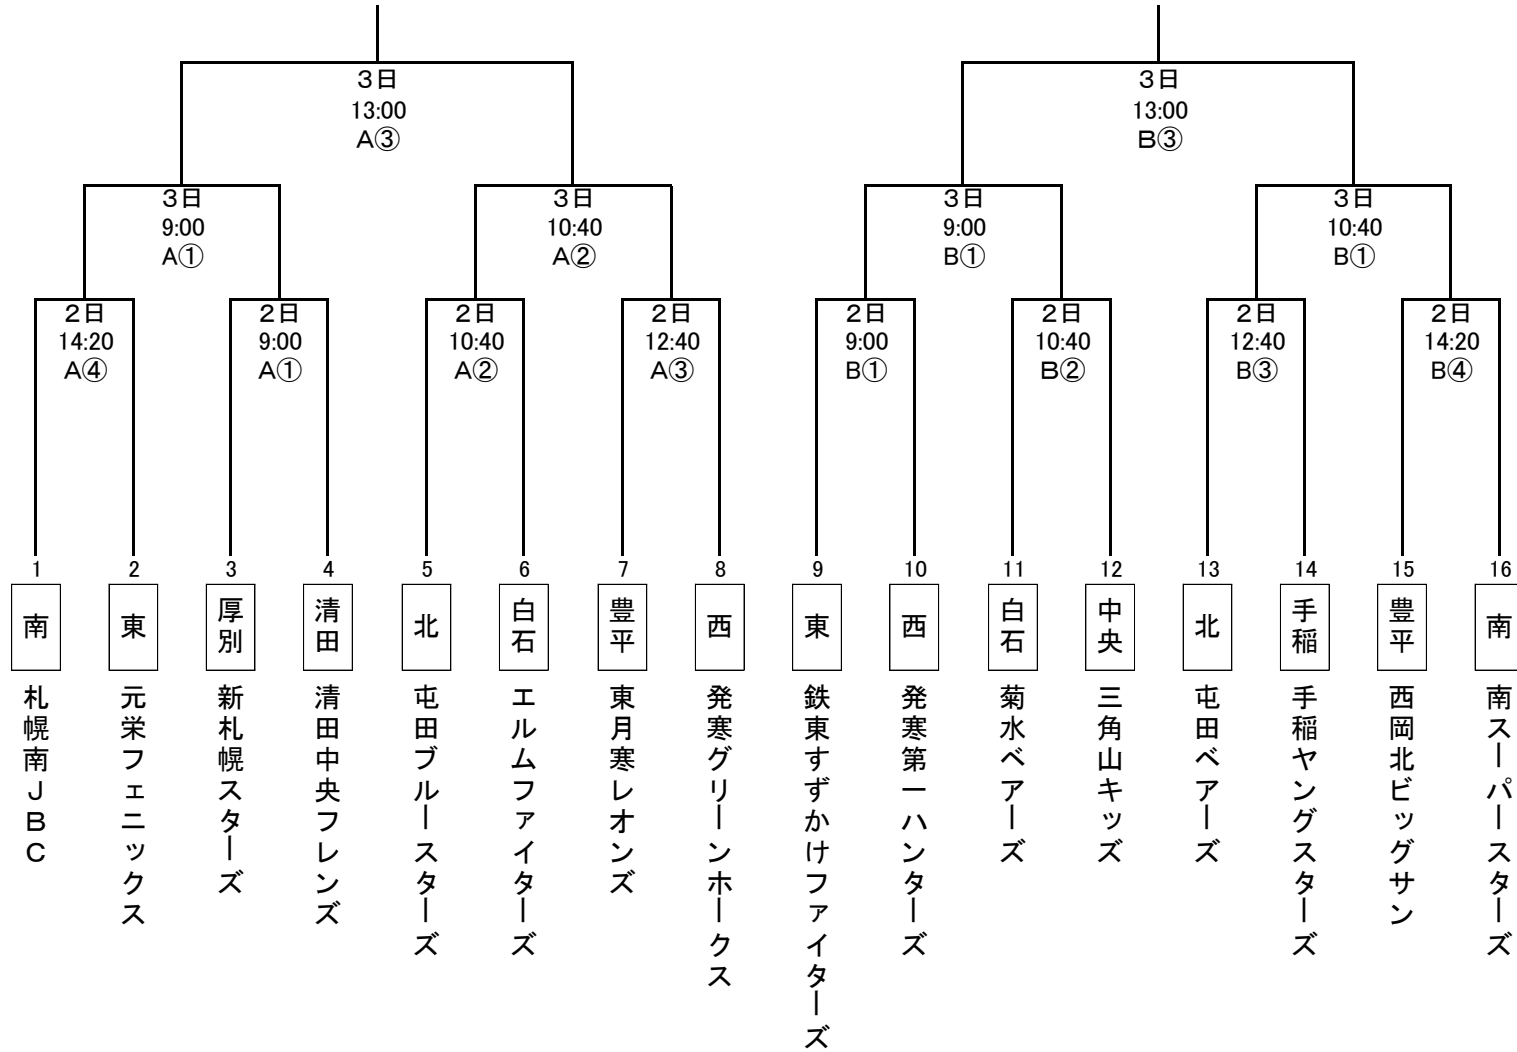 ３日
13:00
A③
３日
13:00
B③
３日
9:00
A①
３日
10:40
A②
３日
9:00
B①
３日
10:40
B①
２日
14:20
A④
２日
9:00
A①
２日
10:40
A②
２日
12:40
A③
２日
9:00
B①
２日
10:40
B②
２日
12:40
B③
２日
14:20
B④
1
2
3
4
5
6
7
8
9
10
11
12
13
14
15
16
南
東
厚別
清田
北
白石
豊平
西
東
西
白石
中央
北
手稲
豊平
南
札幌南ＪＢＣ
元栄フェニックス
新札幌スターズ
清田中央フレンズ
屯田ブルースターズ
エルムファイターズ
東月寒レオンズ
発寒グリーンホークス
鉄東すずかけファイターズ
発寒第一ハンターズ
菊水ベアーズ
三角山キッズ
屯田ベアーズ
手稲ヤングスターズ
西岡北ビッグサン
南スーパースターズ